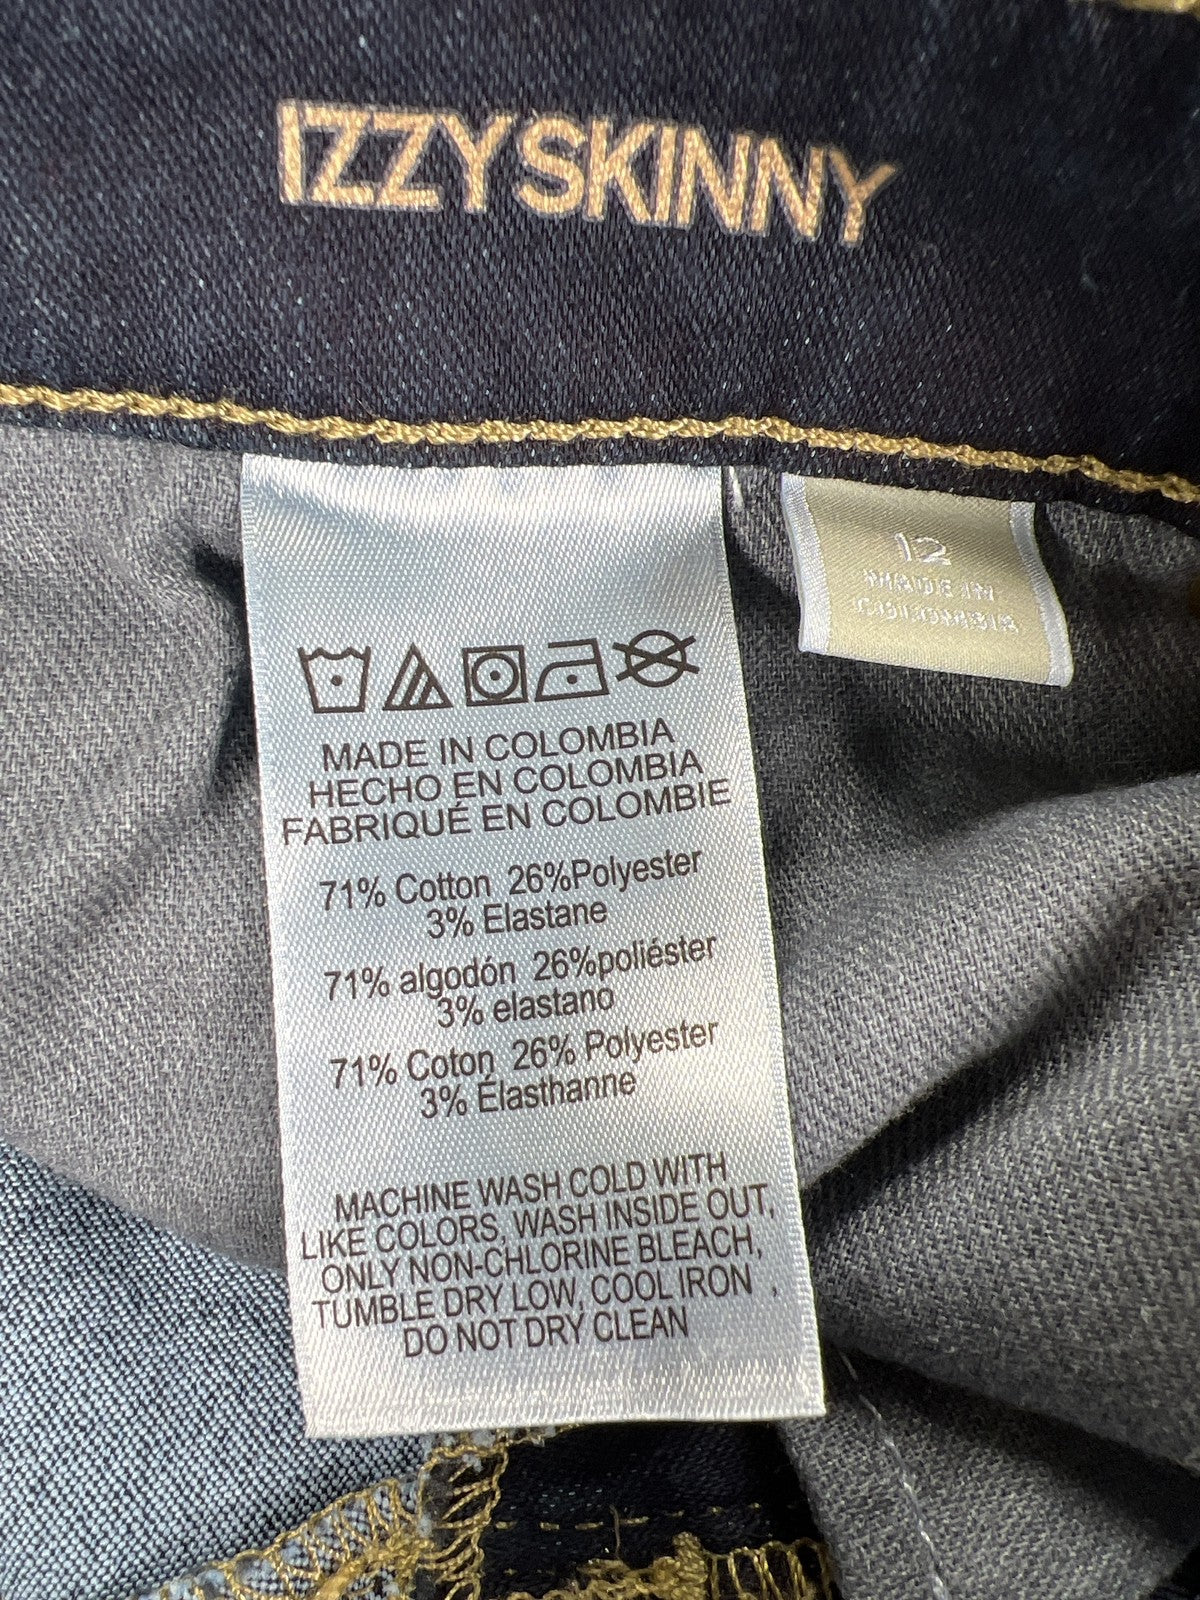 IZZY SKINNY
12
MADE IN
COLOMBIA
MADE IN COLOMBIA
HECHO EN COLOMBIA
FABRIQUÉ EN COLOMBIE
71% Cotton 26%Polyester
3% Elastane
71% algodón 26%poliéster
3% elastano
71% Coton 26% Polyester
3% Élasthanne
MACHINE WASH COLD WITH
LIKE COLORS, WASH INSIDE OUT,
ONLY NON-CHLORINE BLEACH,
TUMBLE DRY LOW, COOL IRON ,
DO NOT DRY CLEAN